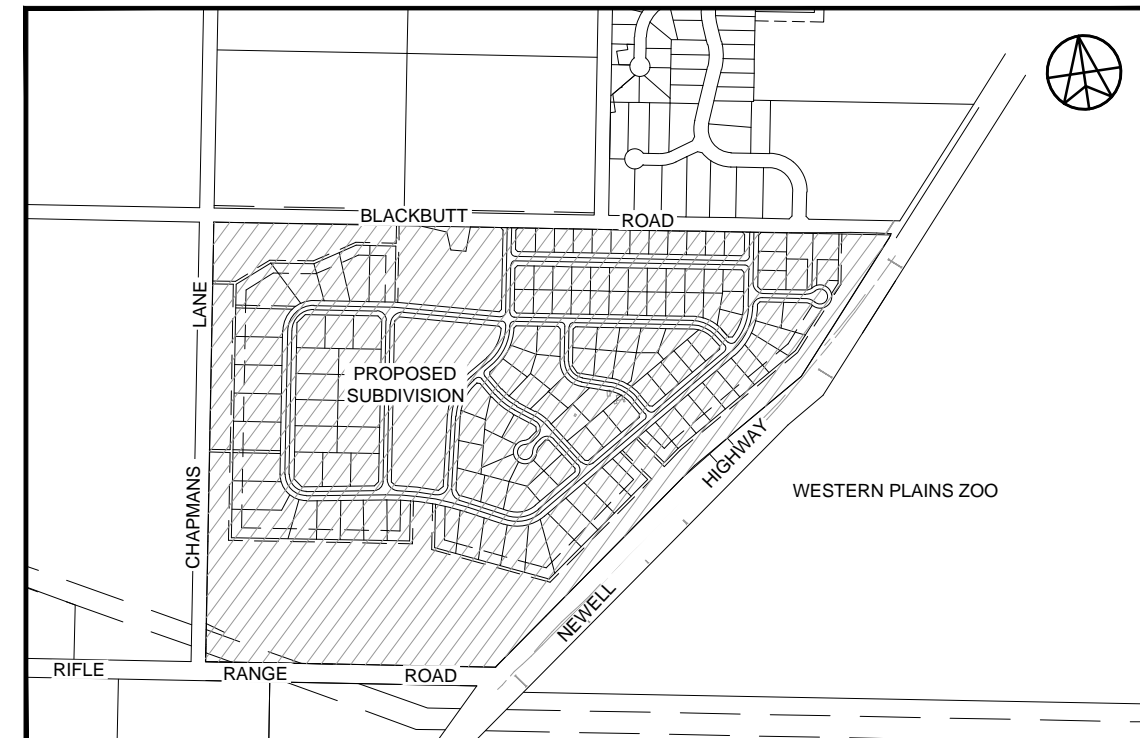 BLACKBUTT ROAD
LANE
PROPOSED
SUBDIVISION
HIGHWAY
WESTERN PLAINS ZOO
CHAPMANS
NEWELL
RIFLE RANGE ROAD